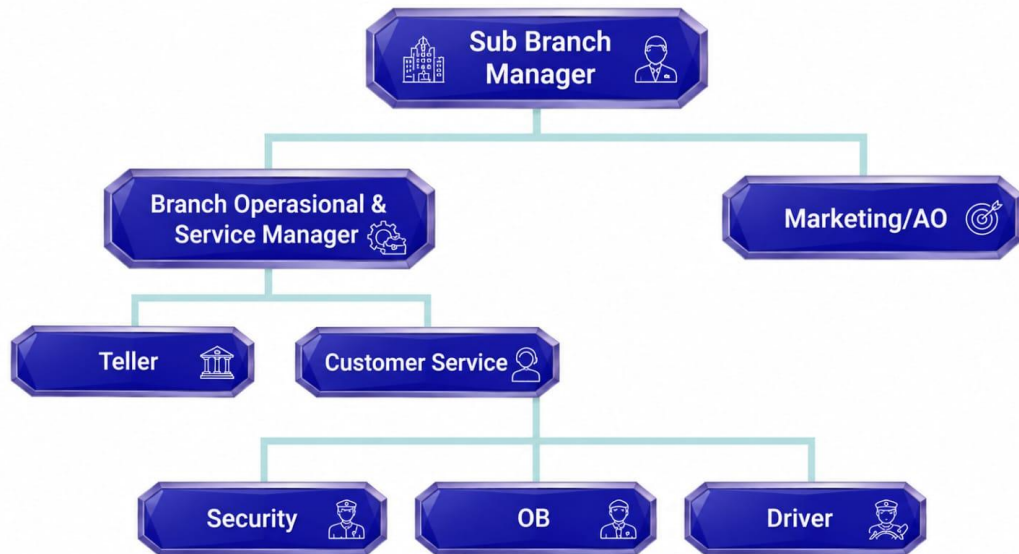 Sub Branch
Manager
Branch Operasional &
Service Manager
Marketing/AO
Teller
Customer Service
Security
OB
Driver